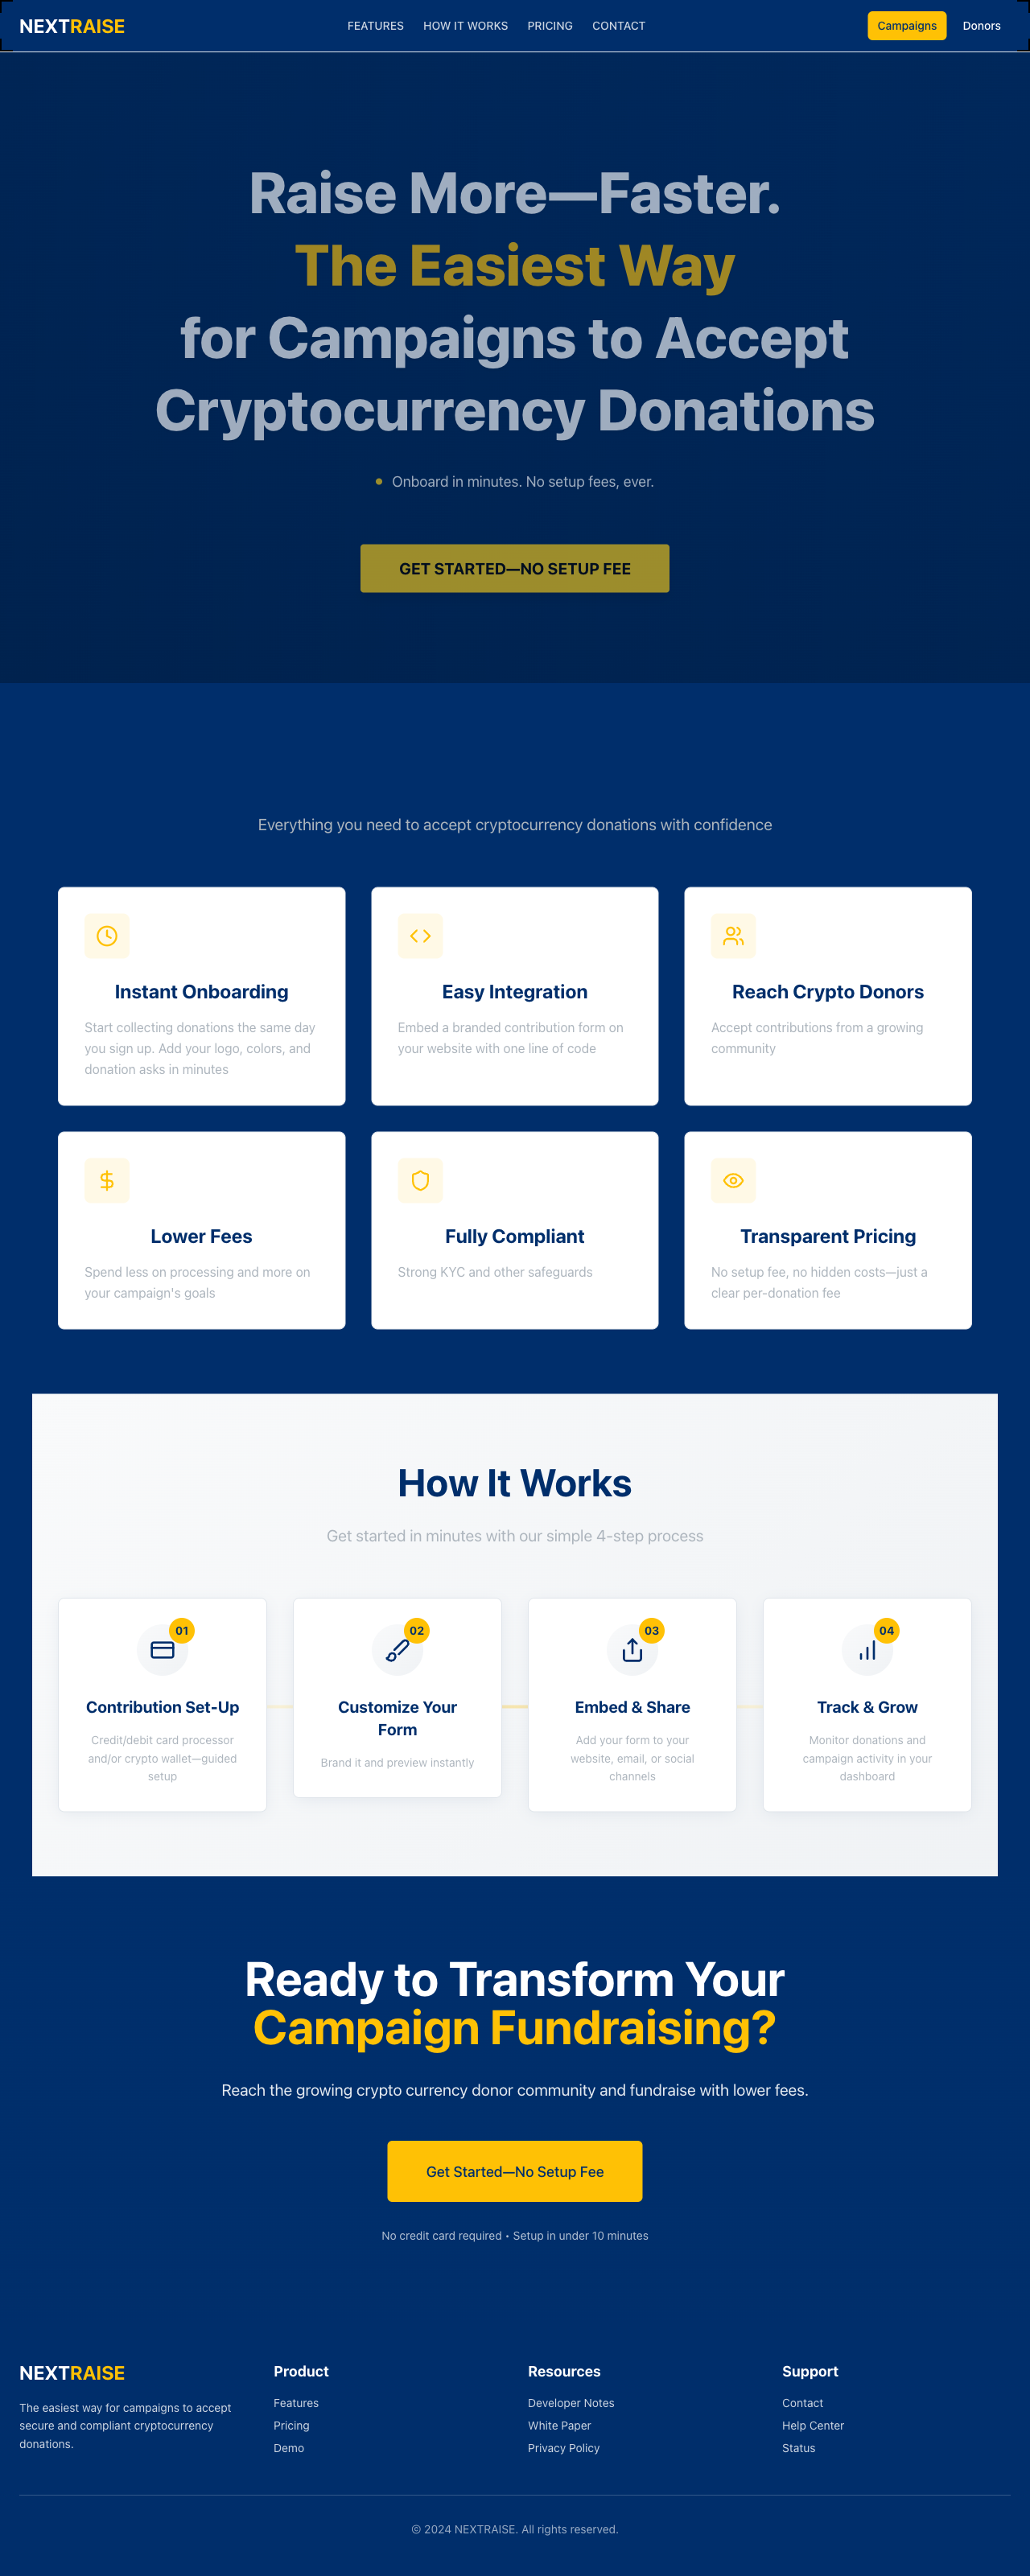 NEXTRAISE
FEATURES
HOW IT WORKS
PRICING
CONTACT
Campaigns
Donors
Raise More—Faster.
The Easiest Way
for Campaigns to Accept
Cryptocurrency Donations
Onboard in minutes. No setup fees, ever.
GET STARTED—NO SETUP FEE
Everything you need to accept cryptocurrency donations with confidence
Instant Onboarding
Start collecting donations the same day
you sign up. Add your logo, colors, and
donation asks in minutes
Easy Integration
Embed a branded contribution form on
your website with one line of code
Reach Crypto Donors
Accept contributions from a growing
community
Lower Fees
Spend less on processing and more on
your campaign's goals
Fully Compliant
Strong KYC and other safeguards
Transparent Pricing
No setup fee, no hidden costs—just a
clear per-donation fee
How It Works
Get started in minutes with our simple 4-step process
01
Contribution Set-Up
Credit/debit card processor
and/or crypto wallet—guided
setup
02
Customize Your
Form
Brand it and preview instantly
03
Embed & Share
Add your form to your
website, email, or social
channels
04
Track & Grow
Monitor donations and
campaign activity in your
dashboard
Ready to Transform Your
Campaign Fundraising?
Reach the growing crypto currency donor community and fundraise with lower fees.
Get Started—No Setup Fee
No credit card required • Setup in under 10 minutes
NEXTRAISE
The easiest way for campaigns to accept
secure and compliant cryptocurrency
donations.
Product
Features
Pricing
Demo
Resources
Developer Notes
White Paper
Privacy Policy
Support
Contact
Help Center
Status
© 2024 NEXTRAISE. All rights reserved.